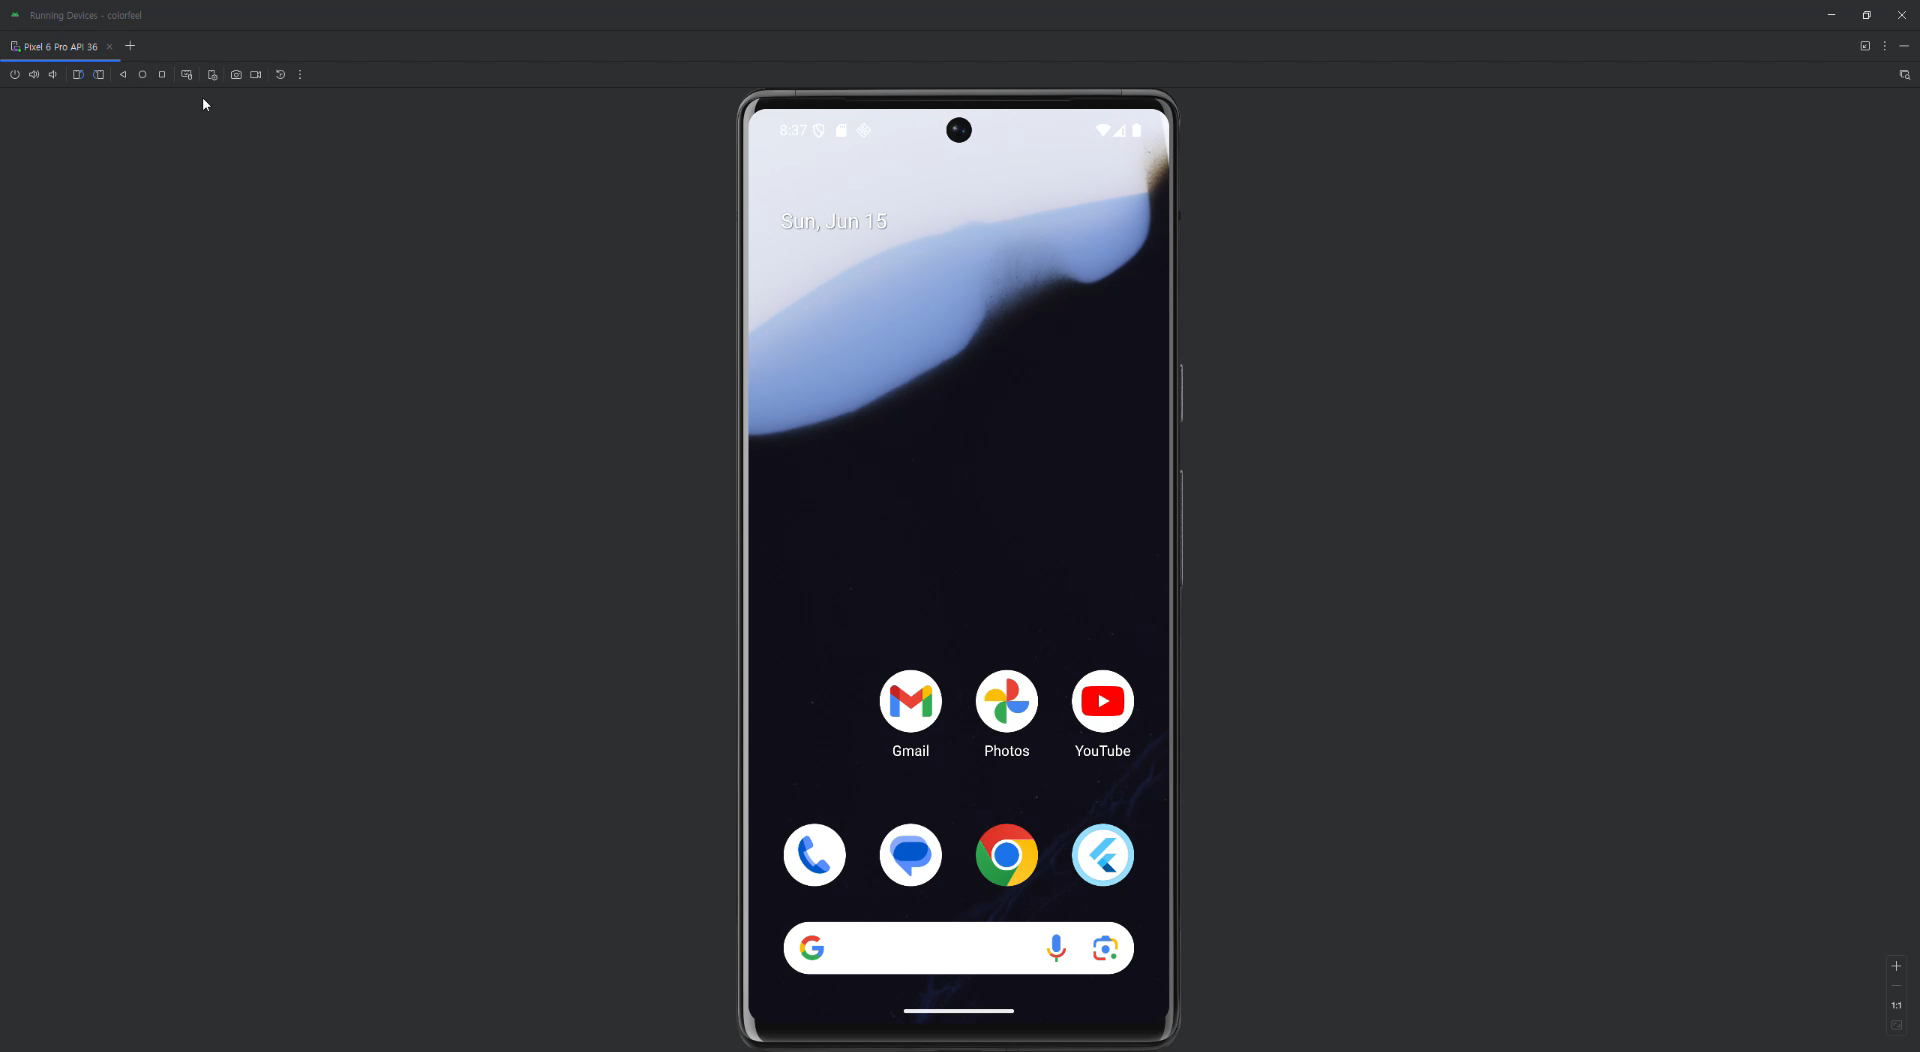 Running Devices - colorfeel
Pixel 6 Pro API 36
8:37
Sun, Jun 15
Gmail
Photos
YouTube
1:1